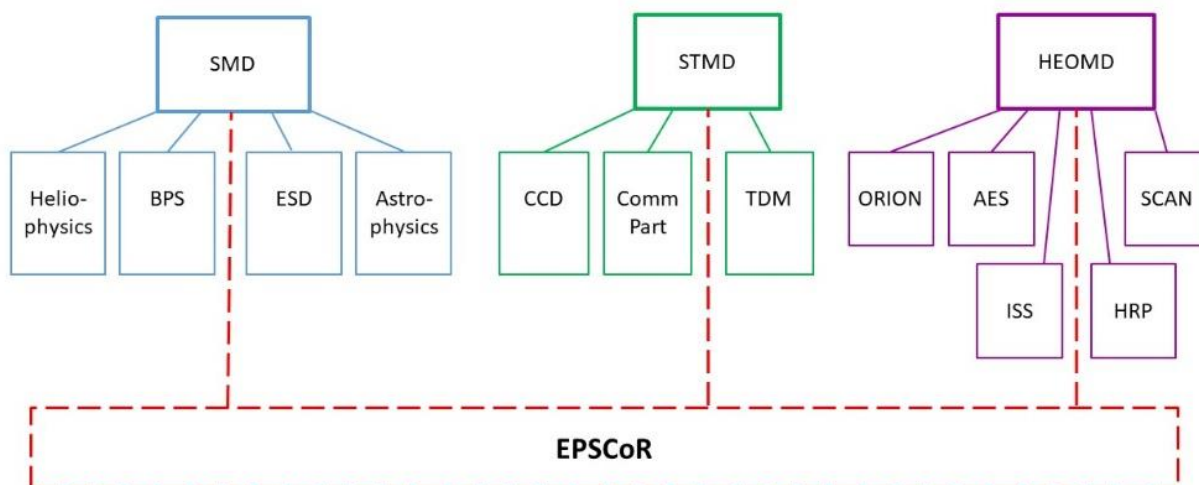 SMD
STMD
HEOMD
Helio-
physics
BPS
ESD
Astro-
physics
CCD
Comm
Part
TDM
ORION
AES
SCAN
ISS
HRP
EPSCoR